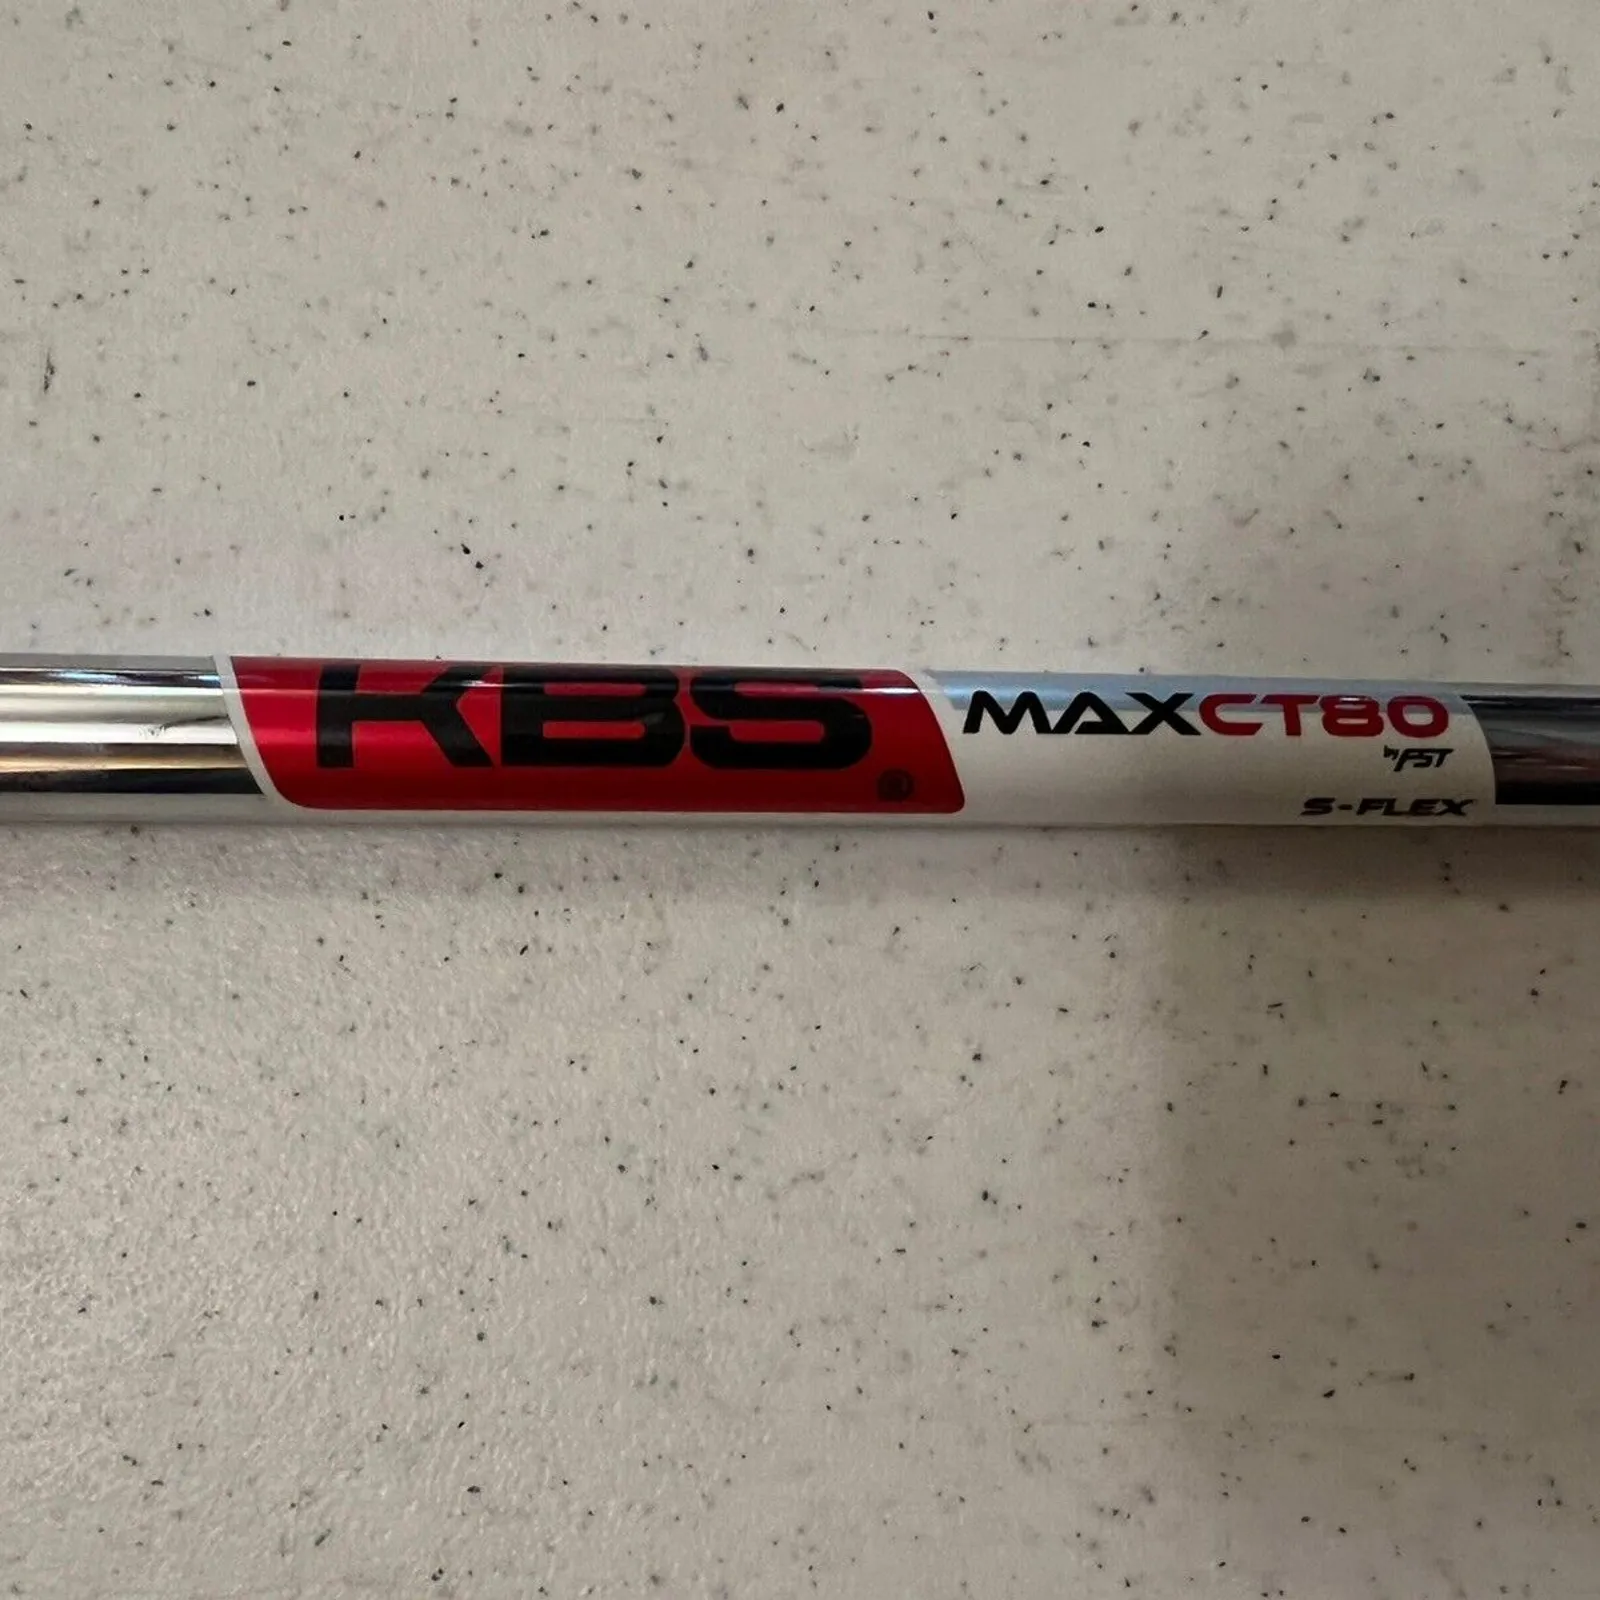 KBS®
MAXCT80
by FST
S-FLEX